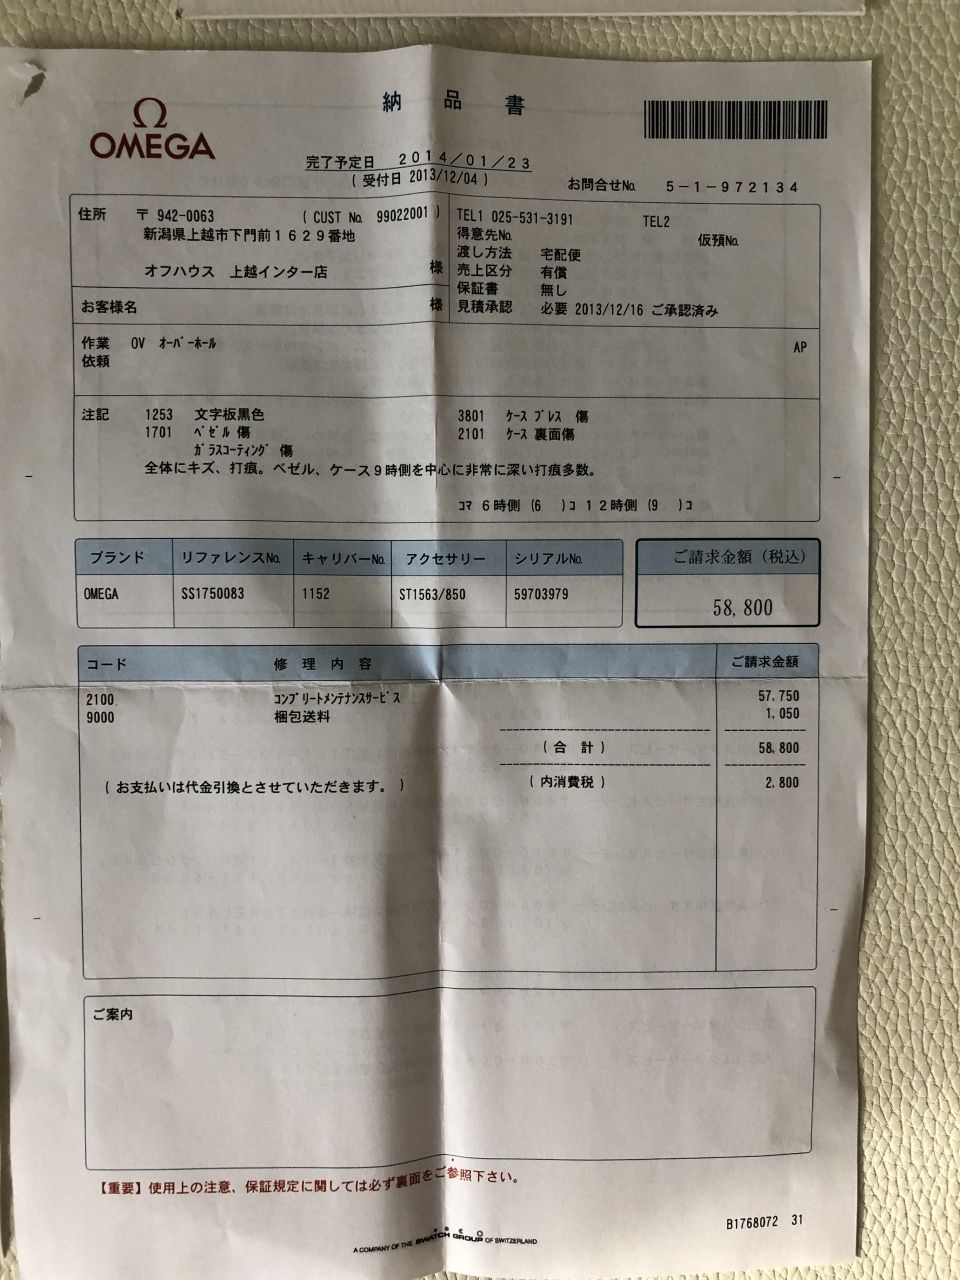 納品書
Ω
OMEGA
完了予定日 2014/01/23
(受付日 2013/12/04)
お問合せNo. 5-1-972134
住所 〒 942-0063 (CUST No. 99022001)
新潟県上越市下門前1629番地
オフハウス 上越インター店 様
お客様名 様
TEL1 025-531-3191 TEL2
得意先No. 仮預No.
渡し方法 宅配便
売上区分 有償
保証書 無し
見積承認 必要 2013/12/16 ご承認済み
作業依頼 OV ｵｰﾊﾞｰﾎｰﾙ AP
注記 1253 文字板黒色 3801 ｹｰｽ ﾌﾞﾚｽ 傷
1701 ﾍﾞｾﾞﾙ 傷 2101 ｹｰｽ 裏面傷
ｶﾞﾗｽｺｰﾃｨﾝｸﾞ 傷
全体にキズ、打痕。ベゼル、ケース9時側を中心に非常に深い打痕多数。
ｺﾏ 6時側 (6 )ｺ 12時側 (9 )ｺ
ブランド リファレンスNo. キャリバーNo. アクセサリー シリアルNo.
OMEGA SS1750083 1152 ST1563/850 59703979
ご請求金額(税込)
58,800
コード 修理内容 ご請求金額
2100 ｺﾝﾌﾟﾘｰﾄﾒﾝﾃﾅﾝｽｻｰﾋﾞｽ 57,750
9000 梱包送料 1,050
(合 計) 58,800
(お支払いは代金引換とさせていただきます。) (内消費税) 2,800
ご案内
【重要】使用上の注意、保証規定に関しては必ず裏面をご参照下さい。
B1768072 31
A COMPANY OF THE SWATCH GROUP OF SWITZERLAND